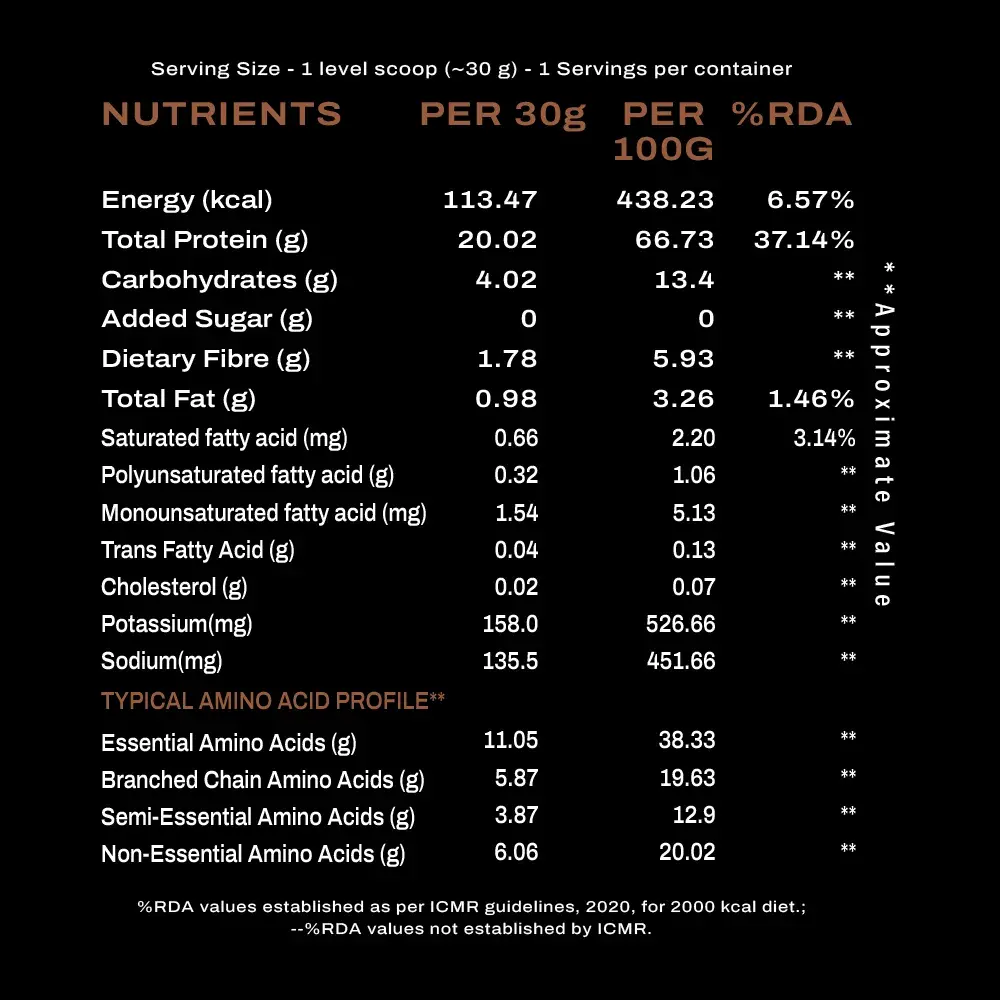 Serving Size - 1 level scoop (~30 g) - 1 Servings per container
NUTRIENTS PER 30g PER 100G %RDA
Energy (kcal) 113.47 438.23 6.57%
Total Protein (g) 20.02 66.73 37.14%
Carbohydrates (g) 4.02 13.4 **
Added Sugar (g) 0 0 **
Dietary Fibre (g) 1.78 5.93 **
Total Fat (g) 0.98 3.26 1.46%
Saturated fatty acid (mg) 0.66 2.20 3.14%
Polyunsaturated fatty acid (g) 0.32 1.06 **
Monounsaturated fatty acid (mg) 1.54 5.13 **
Trans Fatty Acid (g) 0.04 0.13 **
Cholesterol (g) 0.02 0.07 **
Potassium(mg) 158.0 526.66 **
Sodium(mg) 135.5 451.66 **
TYPICAL AMINO ACID PROFILE**
Essential Amino Acids (g) 11.05 38.33 **
Branched Chain Amino Acids (g) 5.87 19.63 **
Semi-Essential Amino Acids (g) 3.87 12.9 **
Non-Essential Amino Acids (g) 6.06 20.02 **
**Approximate Value
%RDA values established as per ICMR guidelines, 2020, for 2000 kcal diet.;
--%RDA values not established by ICMR.